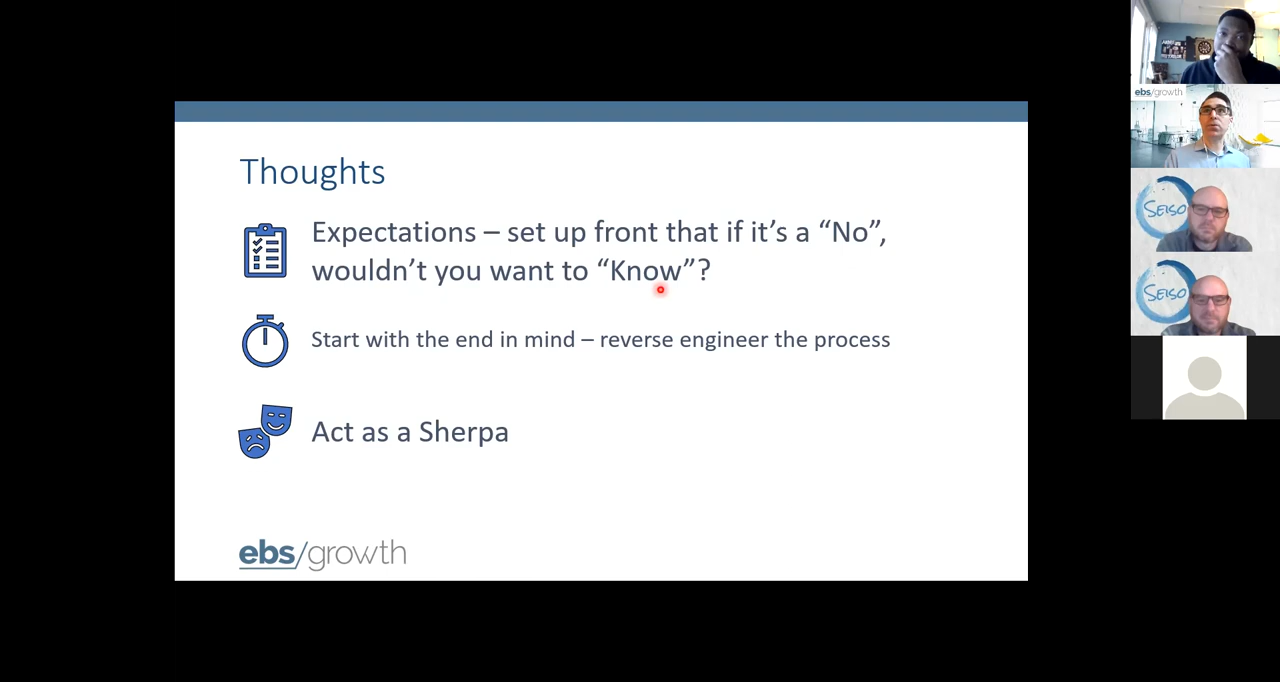 Thoughts
Expectations – set up front that if it’s a “No”,
wouldn’t you want to “Know”?
Start with the end in mind – reverse engineer the process
Act as a Sherpa
ebs/growth
ebs/growth
SEISO
SEISO